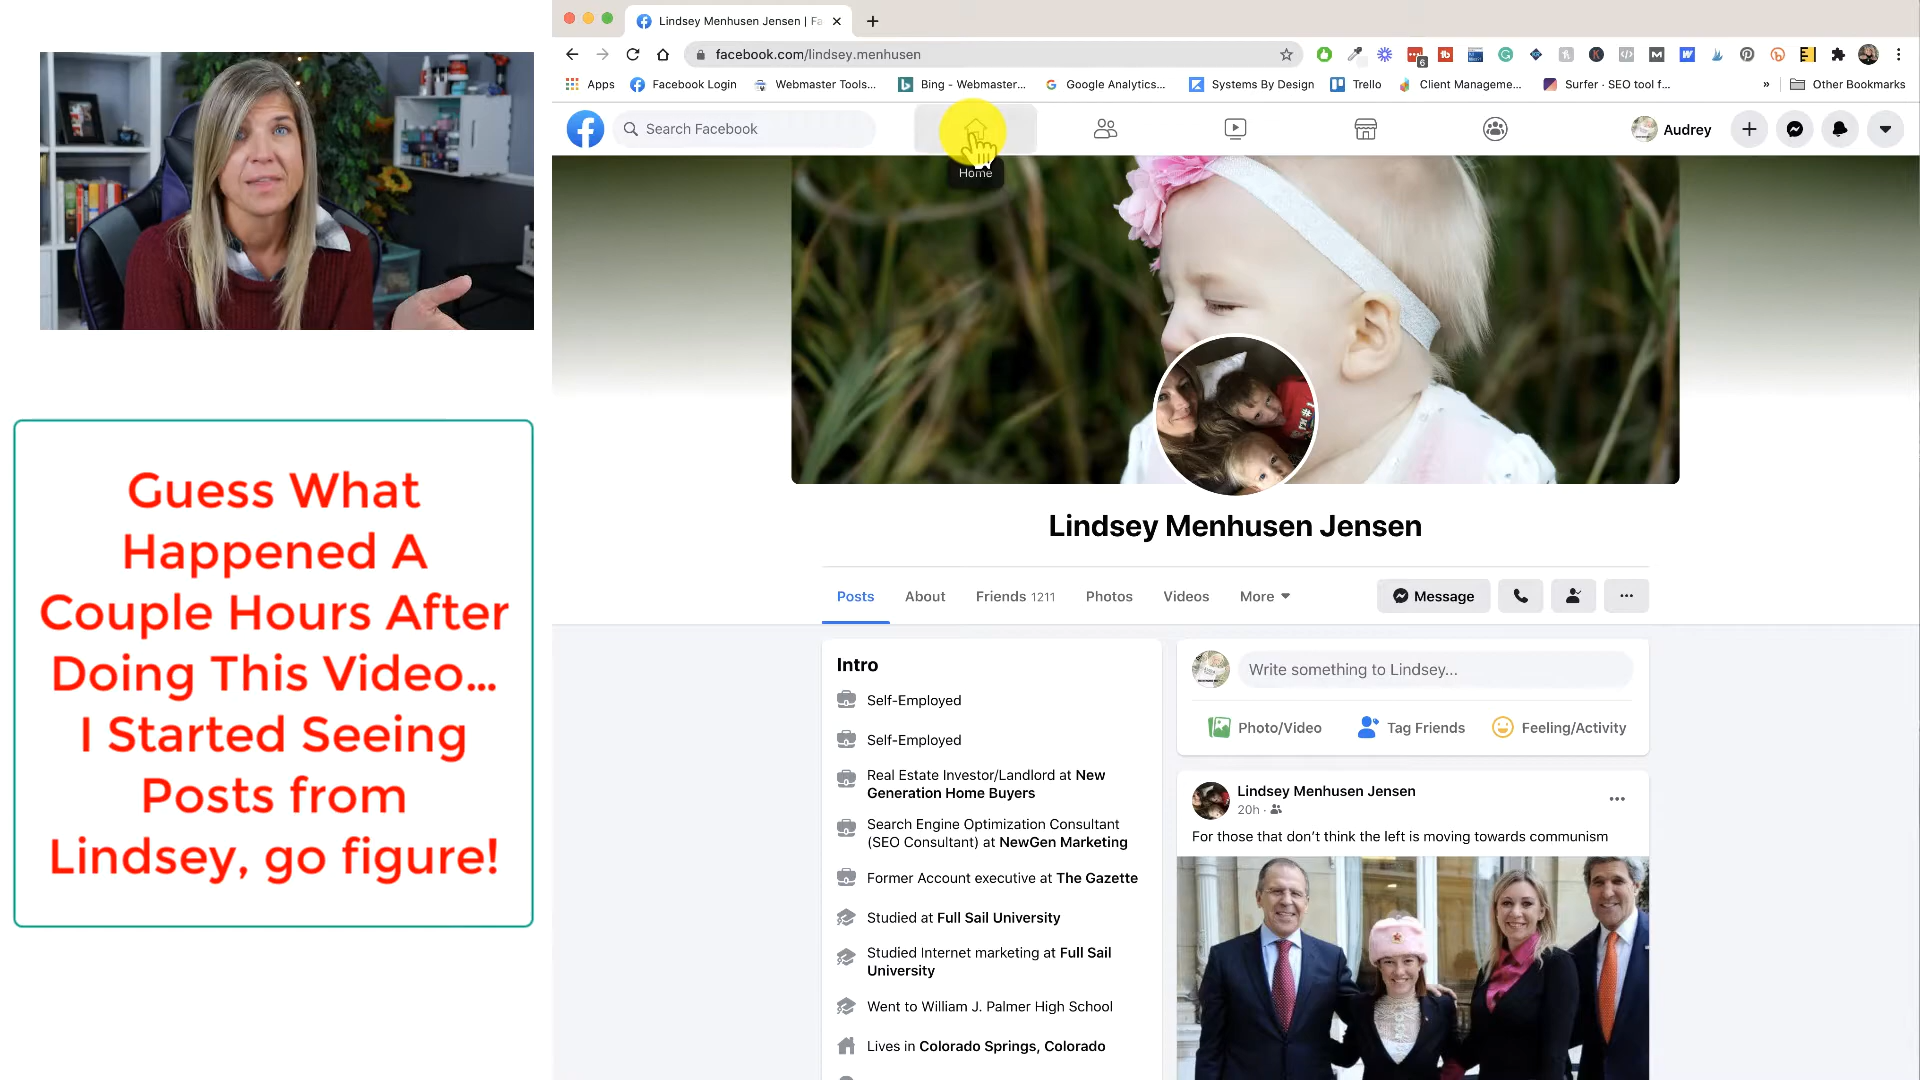 Guess What
Happened A
Couple Hours After
Doing This Video...
I Started Seeing
Posts from
Lindsey, go figure!
Lindsey Menhusen Jensen | Fa
facebook.com/lindsey.menhusen
6
Apps
Facebook Login
Webmaster Tools...
Bing - Webmaster...
Google Analytics...
Systems By Design
Trello
Client Manageme...
Surfer · SEO tool f...
»
Other Bookmarks
Search Facebook
Audrey
Home
Lindsey Menhusen Jensen
Posts
About
Friends 1211
Photos
Videos
More
Message
Intro
Self-Employed
Self-Employed
Real Estate Investor/Landlord at New
Generation Home Buyers
Search Engine Optimization Consultant
(SEO Consultant) at NewGen Marketing
Former Account executive at The Gazette
Studied at Full Sail University
Studied Internet marketing at Full Sail
University
Went to William J. Palmer High School
Lives in Colorado Springs, Colorado
Write something to Lindsey...
Photo/Video
Tag Friends
Feeling/Activity
Lindsey Menhusen Jensen
20h ·
For those that don't think the left is moving towards communism